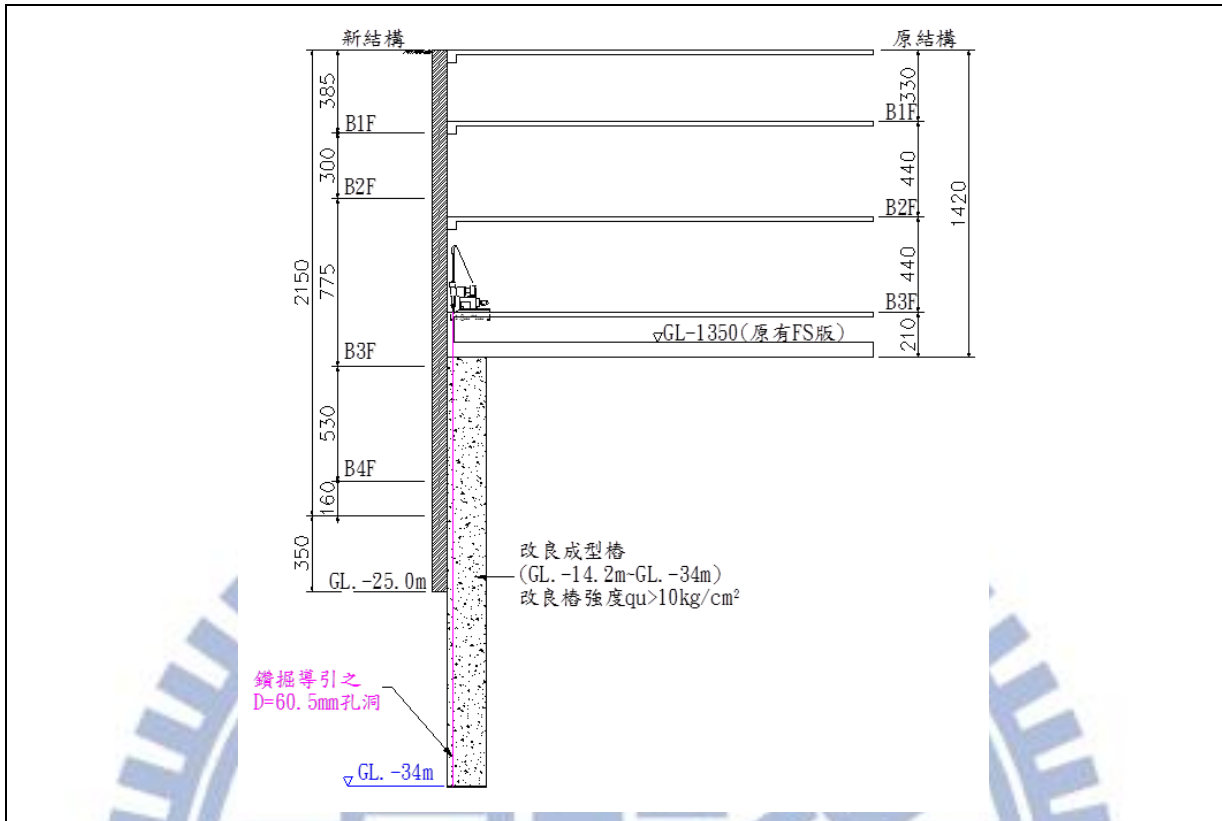 新結構
原結構
385
B1F
300
B2F
2150
775
B3F
530
B4F
160
350
GL.-25.0m
330
B1F
440
B2F
1420
440
B3F
210
GL-1350(原有FS版)
改良成型樁
(GL.-14.2m~GL.-34m)
改良樁強度qu>10kg/cm²
鑽掘導引之
D=60.5mm孔洞
GL.-34m